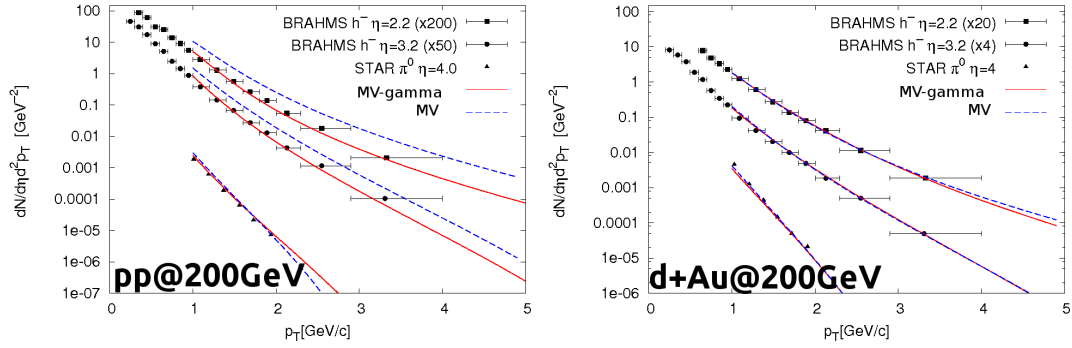 100
10
1
0.1
0.01
0.001
0.0001
1e-05
1e-06
1e-07
dN/dηd²pT [GeV⁻²]
BRAHMS h⁻ η=2.2 (x200)
BRAHMS h⁻ η=3.2 (x50)
STAR π⁰ η=4.0
MV-gamma
MV
pp@200GeV
0 1 2 3 4 5
pT[GeV/c]
100
10
1
0.1
0.01
0.001
0.0001
1e-05
1e-06
dN/dηd²pT [GeV⁻²]
BRAHMS h⁻ η=2.2 (x20)
BRAHMS h⁻ η=3.2 (x4)
STAR π⁰ η=4
MV-gamma
MV
d+Au@200GeV
0 1 2 3 4 5
pT[GeV/c]